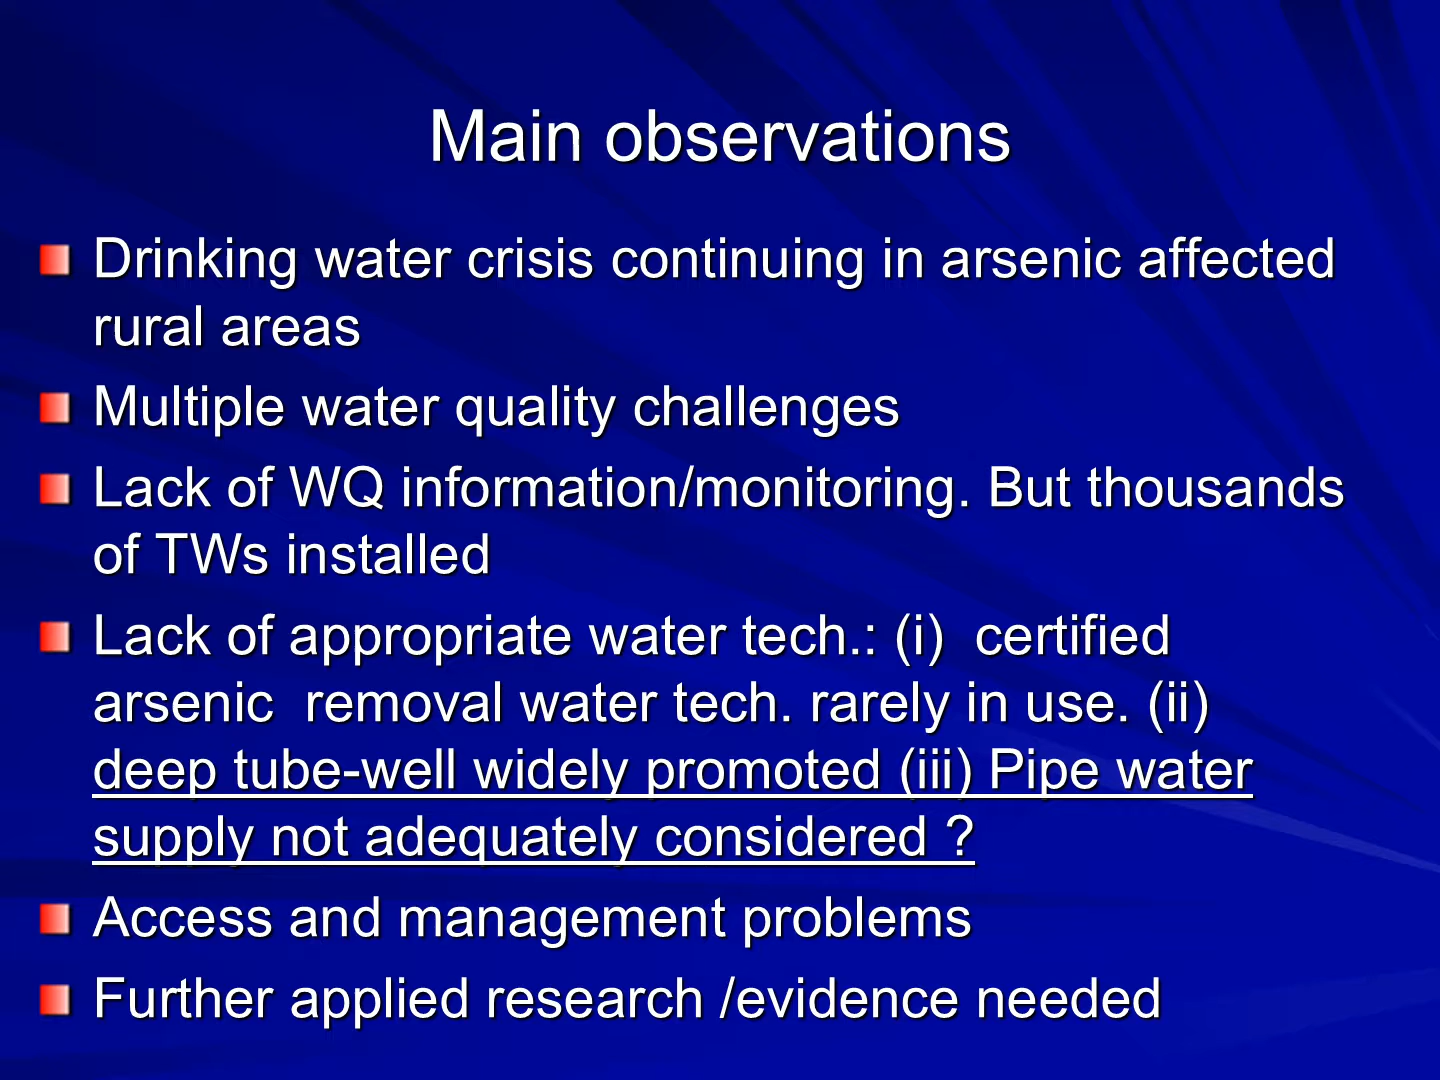 Main observations
Drinking water crisis continuing in arsenic affected
rural areas
Multiple water quality challenges
Lack of WQ information/monitoring. But thousands
of TWs installed
Lack of appropriate water tech.: (i)  certified
arsenic  removal water tech. rarely in use. (ii)
deep tube-well widely promoted (iii) Pipe water
supply not adequately considered ?
Access and management problems
Further applied research /evidence needed